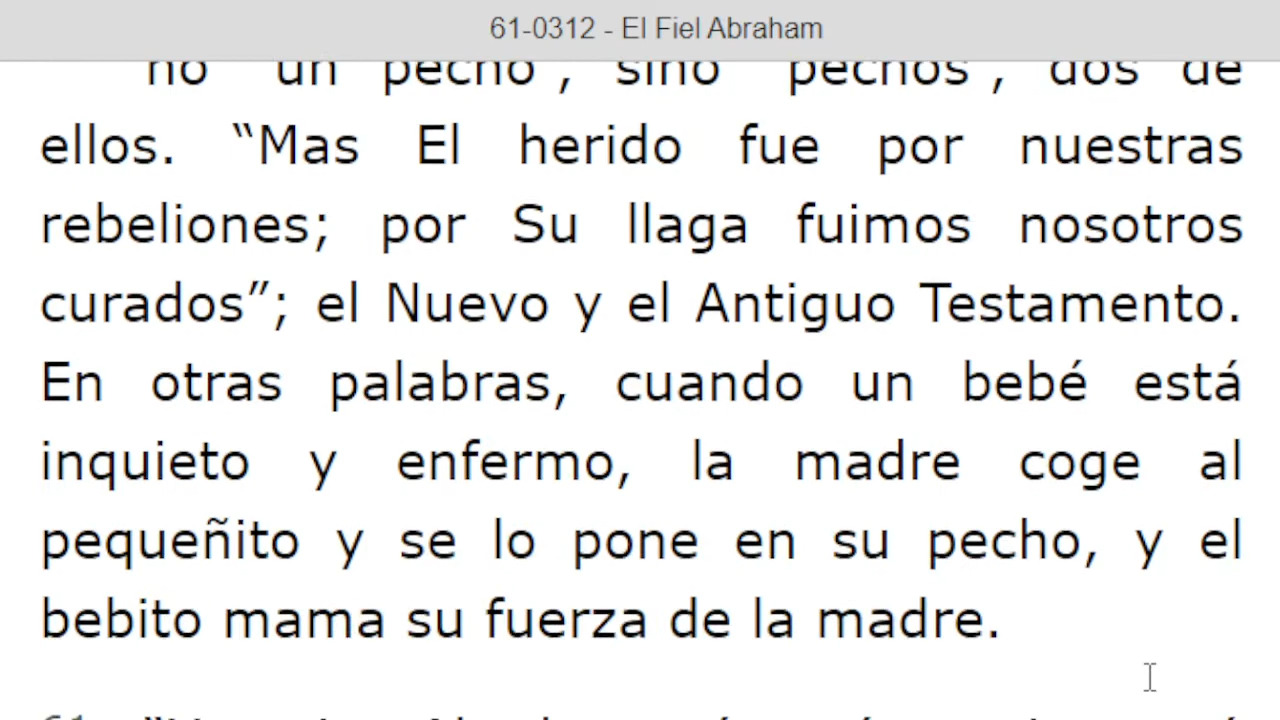 61-0312 - El Fiel Abraham
no un pecho , sino pechos , dos de
ellos. “Mas El herido fue por nuestras
rebeliones; por Su llaga fuimos nosotros
curados”; el Nuevo y el Antiguo Testamento.
En otras palabras, cuando un bebé está
inquieto y enfermo, la madre coge al
pequeñito y se lo pone en su pecho, y el
bebito mama su fuerza de la madre.